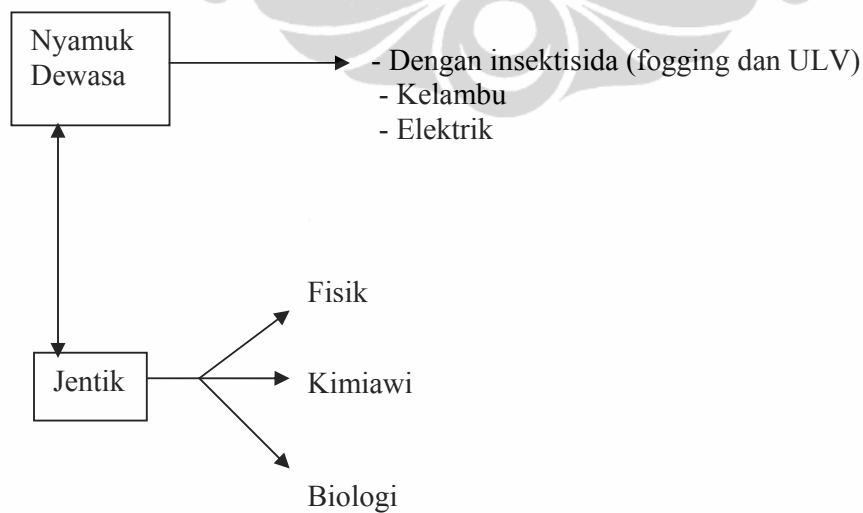 Nyamuk
Dewasa
- Dengan insektisida (fogging dan ULV)
- Kelambu
- Elektrik
Fisik
Jentik
Kimiawi
Biologi